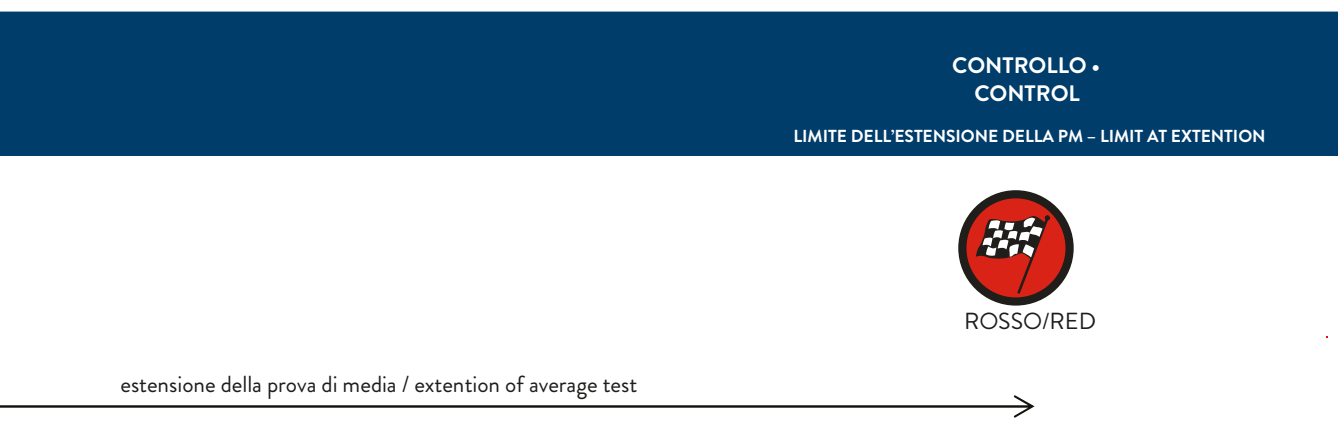 CONTROLLO •
CONTROL
LIMITE DELL'ESTENSIONE DELLA PM – LIMIT AT EXTENTION
ROSSO/RED
estensione della prova di media / extention of average test